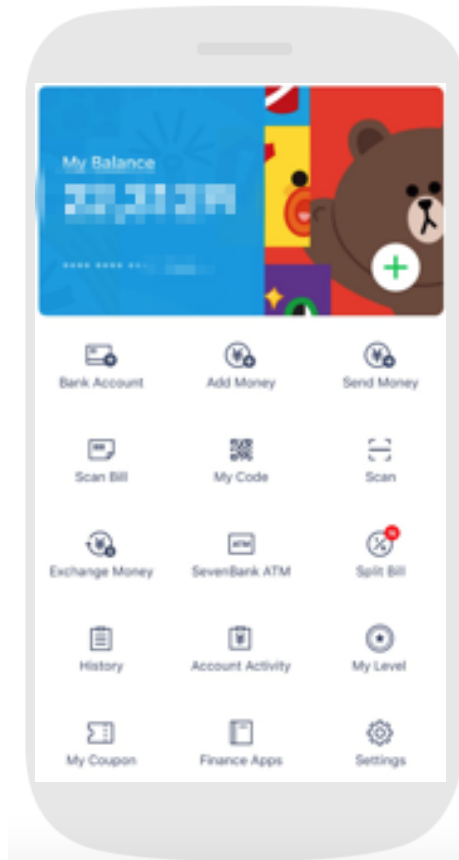 My Balance
Bank Account
Add Money
Send Money
Scan Bill
My Code
Scan
Exchange Money
ATM
SevenBank ATM
Split Bill
History
Account Activity
My Level
My Coupon
Finance Apps
Settings